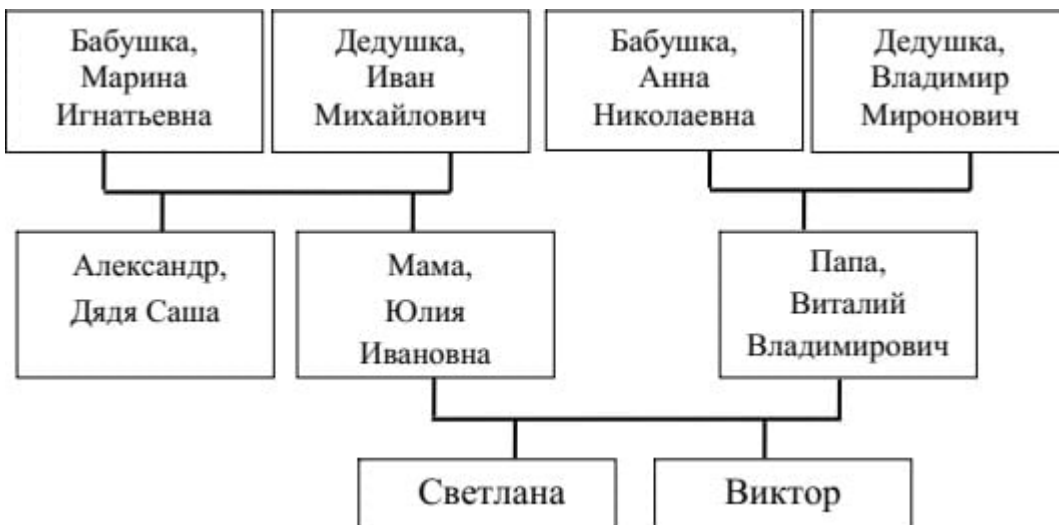 Бабушка,
Марина
Игнатьевна
Дедушка,
Иван
Михайлович
Бабушка,
Анна
Николаевна
Дедушка,
Владимир
Миронович
Александр,
Дядя Саша
Мама,
Юлия
Ивановна
Папа,
Виталий
Владимирович
Светлана
Виктор